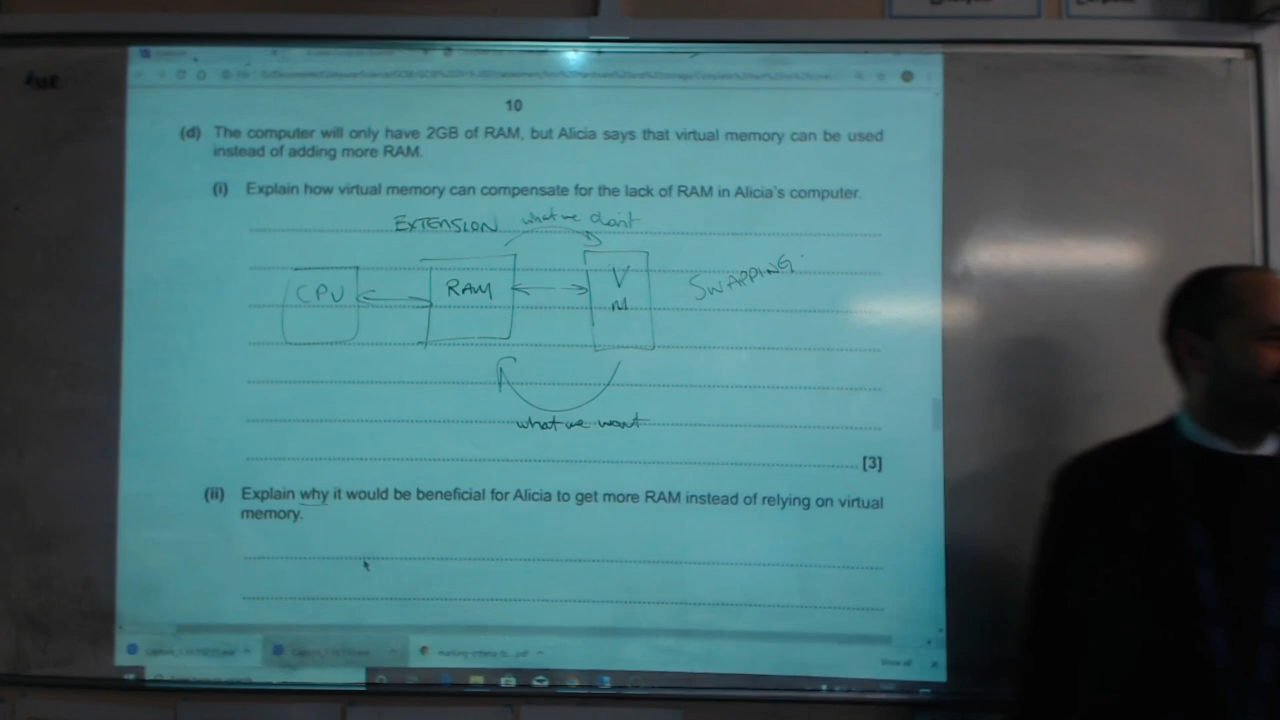 10
(d) The computer will only have 2GB of RAM, but Alicia says that virtual memory can be used
instead of adding more RAM.
(i) Explain how virtual memory can compensate for the lack of RAM in Alicia's computer.
EXTENSION what we don't
CPU RAM V
M
SWAPPING
what we want
[3]
(ii) Explain why it would be beneficial for Alicia to get more RAM instead of relying on virtual
memory.
Show all